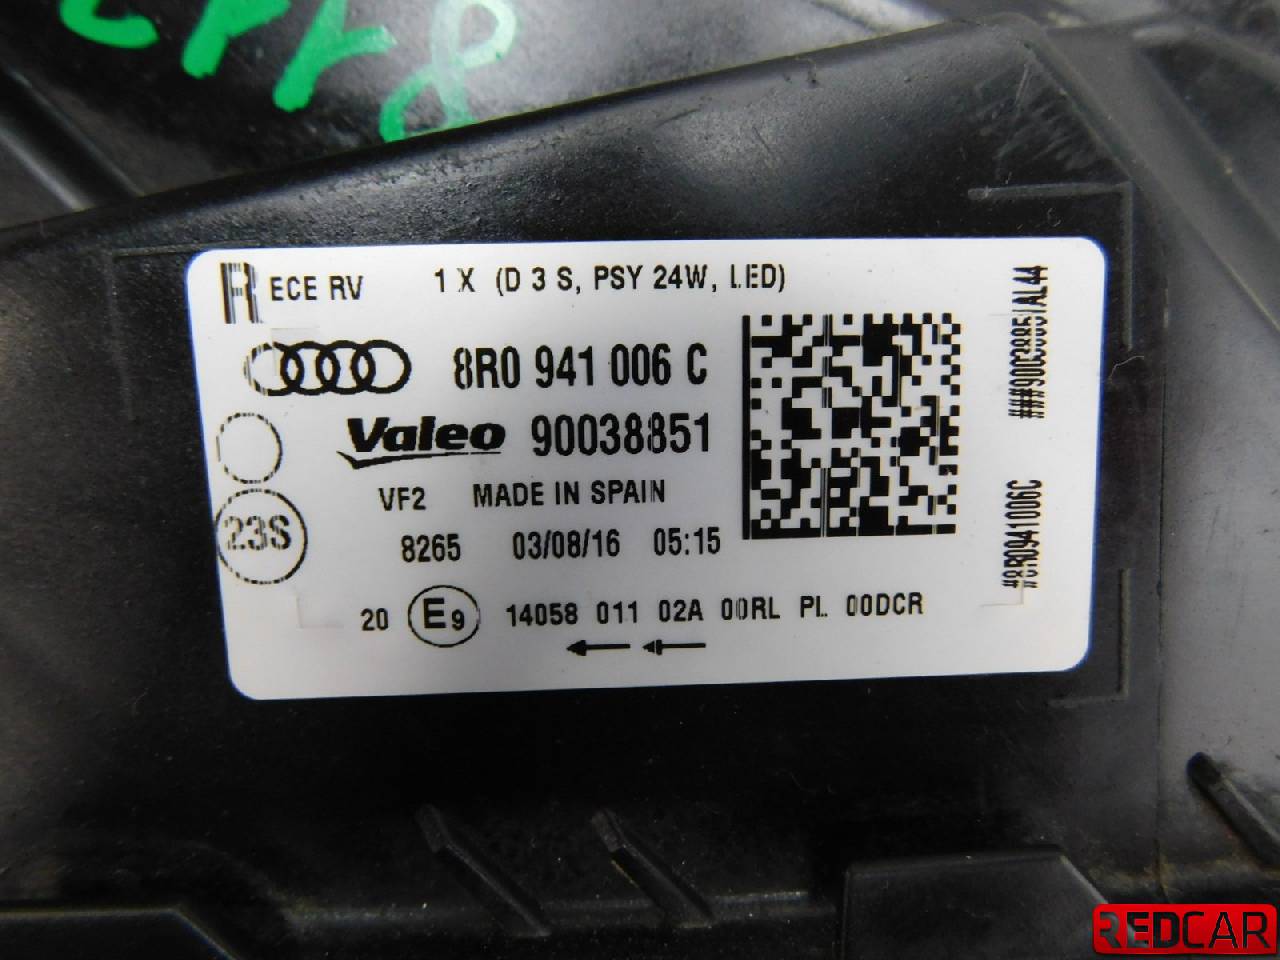 R ECE RV 1 X (D 3 S, PSY 24W, LED)
8R0 941 006 C
Valeo 90038851
VF2 MADE IN SPAIN
23S
8265 03/08/16 05:15
20 E9 14058 011 02A 00RL PL 00DCR
###90038851AL44
#8R0941006C
REDCAR